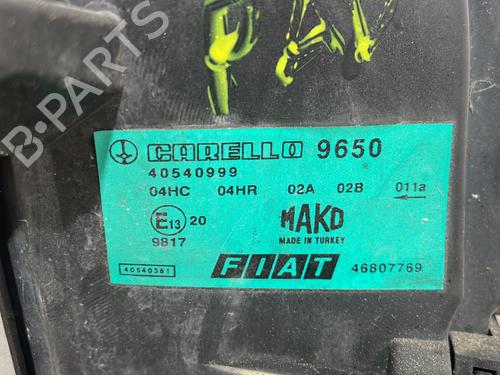 B-PARTS
CARELLO 9650
40540999
04HC 04HR 02A 02B 011a
E13 20
9817
MAKO
MADE IN TURKEY
40540381
FIAT 46807769